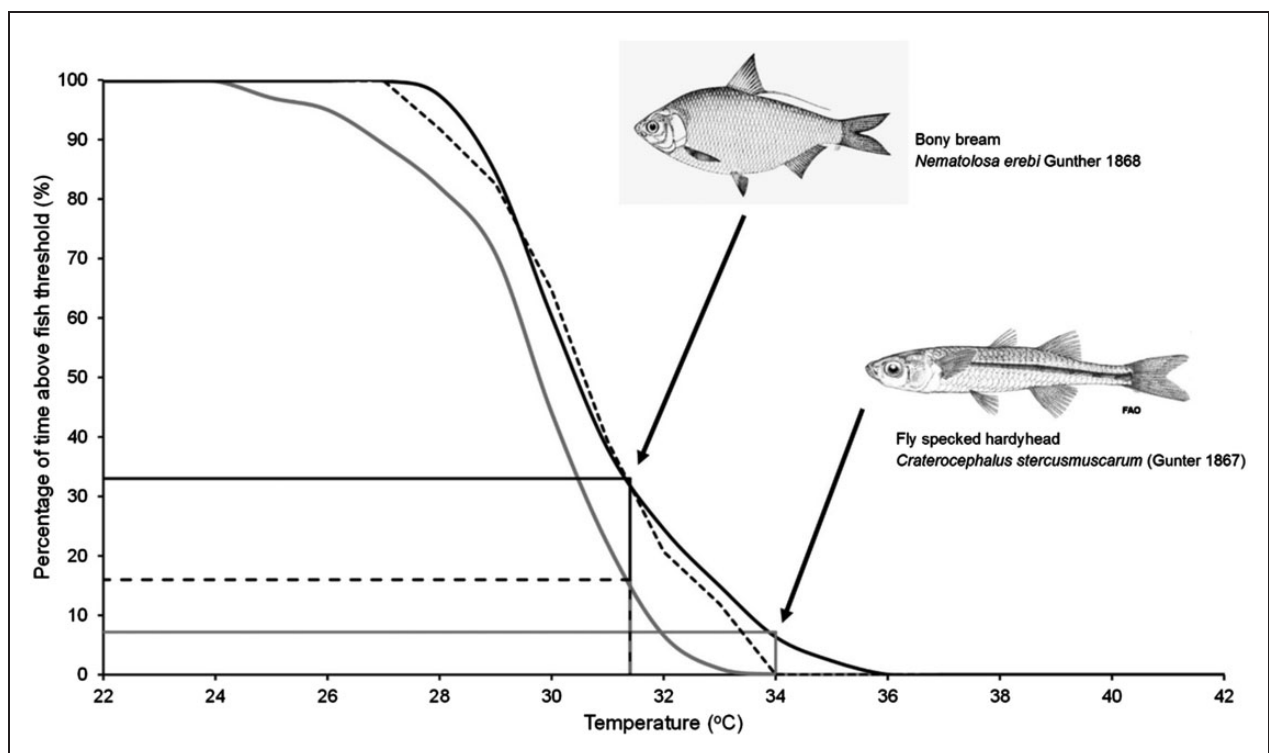 Percentage of time above fish threshold (%)
100
90
80
70
60
50
40
30
20
10
0
Bony bream
Nematolosa erebi Gunther 1868
FAO
Fly specked hardyhead
Craterocephalus stercusmuscarum (Gunter 1867)
22 24 26 28 30 32 34 36 38 40 42
Temperature (ºC)